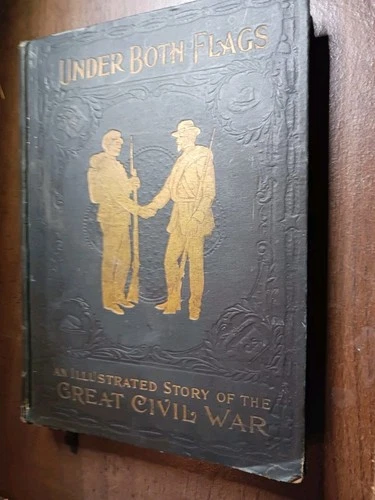 UNDER BOTH FLAGS
AN ILLUSTRATED STORY OF THE
GREAT CIVIL WAR